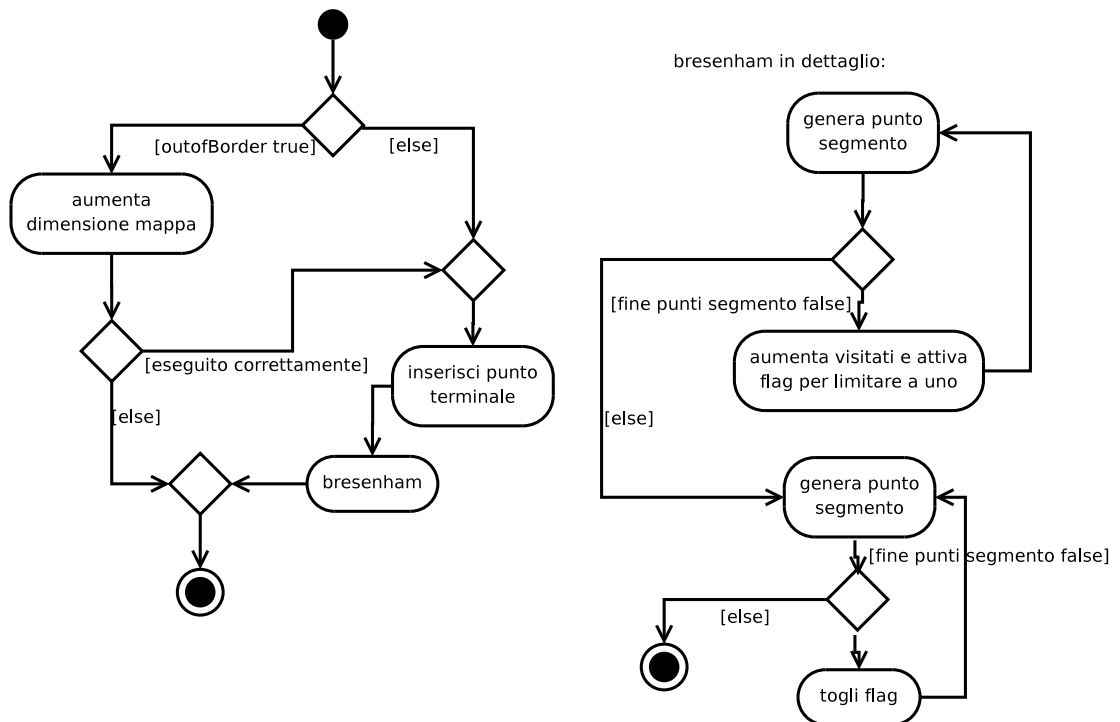 bresenham in dettaglio:
[outofBorder true]
[else]
aumenta
dimensione mappa
[eseguito correttamente]
[else]
inserisci punto
terminale
bresenham
genera punto
segmento
[fine punti segmento false]
aumenta visitati e attiva
flag per limitare a uno
[else]
genera punto
segmento
[fine punti segmento false]
[else]
togli flag